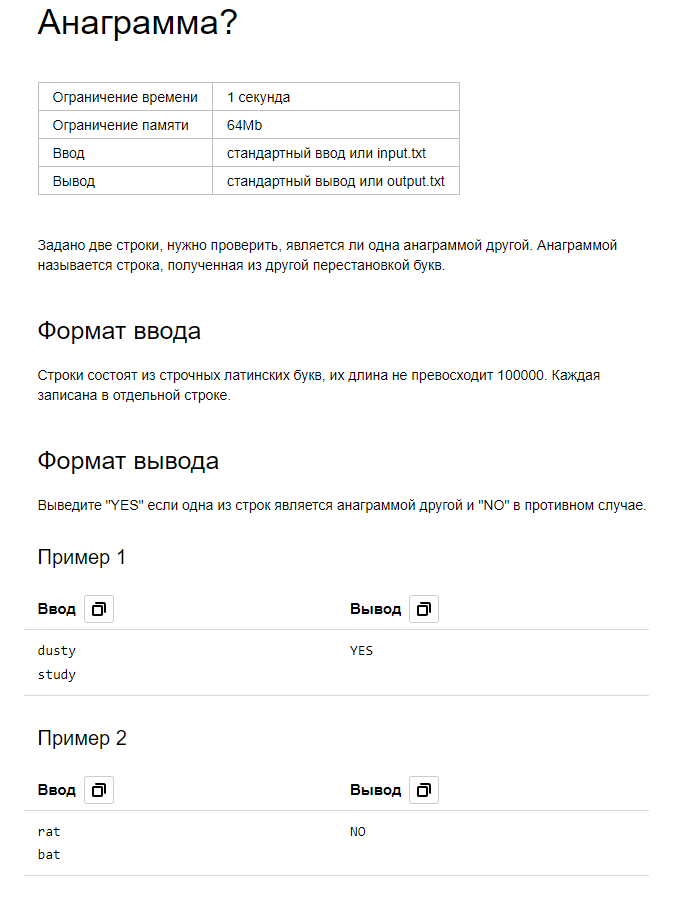 Анаграмма?
Ограничение времени 1 секунда
Ограничение памяти 64Mb
Ввод стандартный ввод или input.txt
Вывод стандартный вывод или output.txt
Задано две строки, нужно проверить, является ли одна анаграммой другой. Анаграммой
называется строка, полученная из другой перестановкой букв.
Формат ввода
Строки состоят из строчных латинских букв, их длина не превосходит 100000. Каждая
записана в отдельной строке.
Формат вывода
Выведите "YES" если одна из строк является анаграммой другой и "NO" в противном случае.
Пример 1
Ввод Вывод
dusty YES
study
Пример 2
Ввод Вывод
rat NO
bat